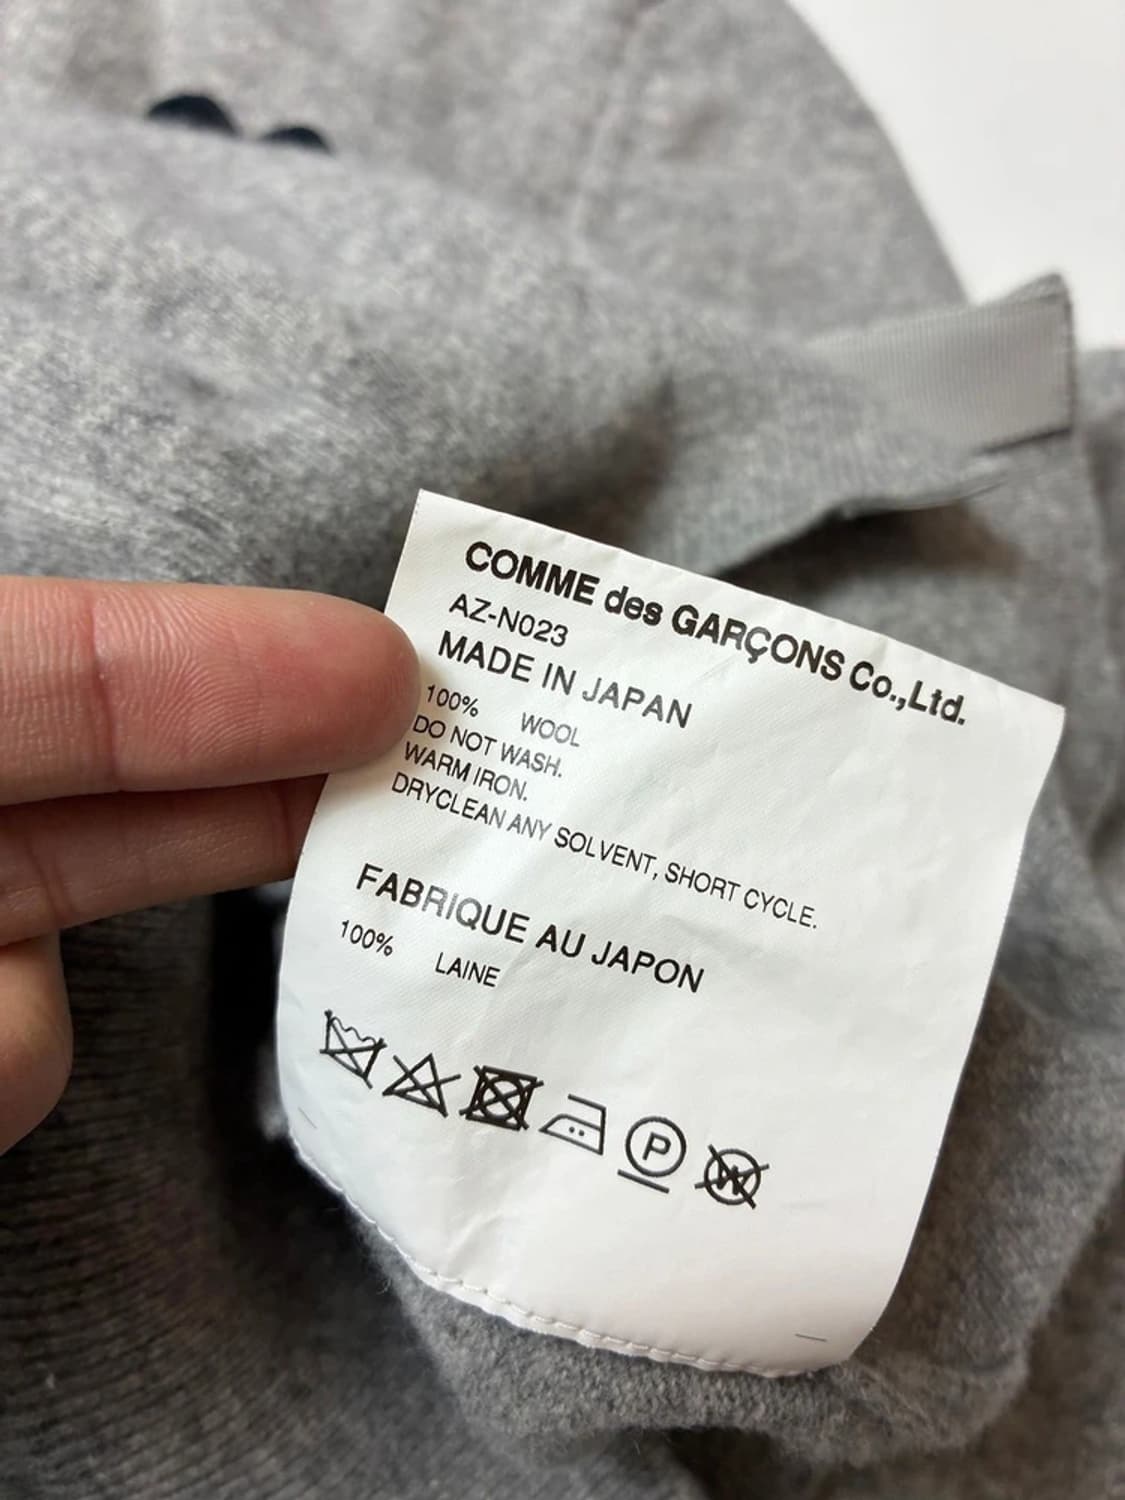 COMME des GARÇONS Co.,Ltd.
AZ-N023
MADE IN JAPAN
100% WOOL
DO NOT WASH.
WARM IRON.
DRYCLEAN ANY SOLVENT, SHORT CYCLE.
FABRIQUE AU JAPON
100% LAINE
P W